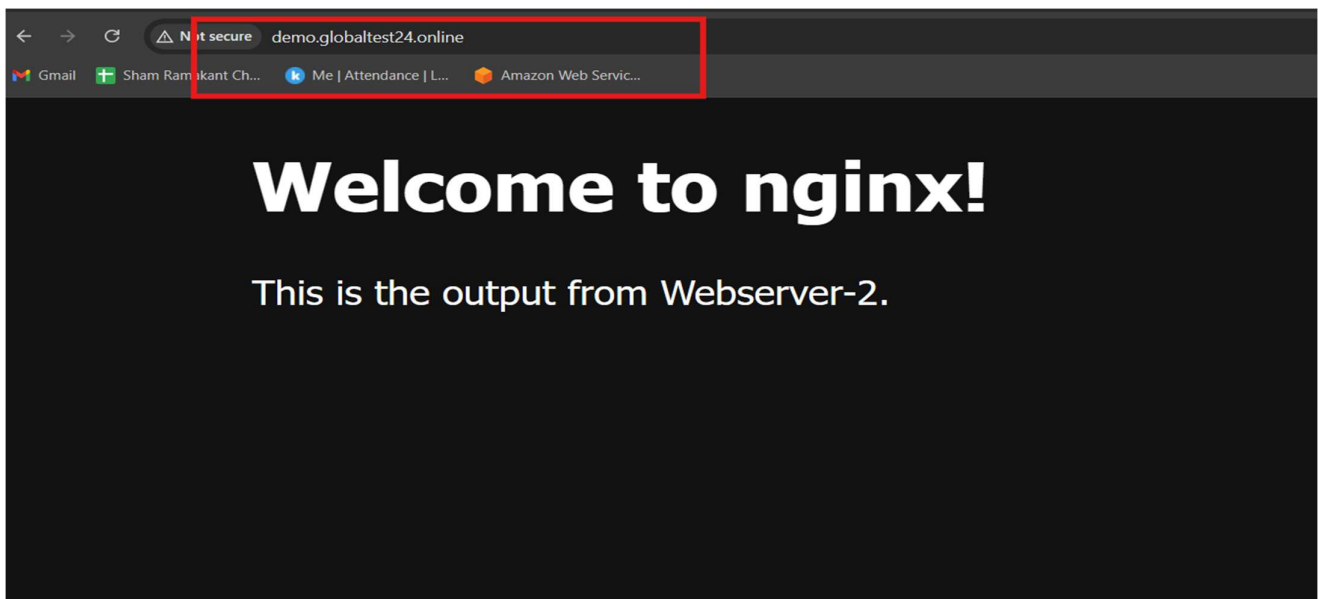 Not secure demo.globaltest24.online
Gmail Sham Ramakant Ch... k Me | Attendance | L... Amazon Web Servic...
Welcome to nginx!
This is the output from Webserver-2.